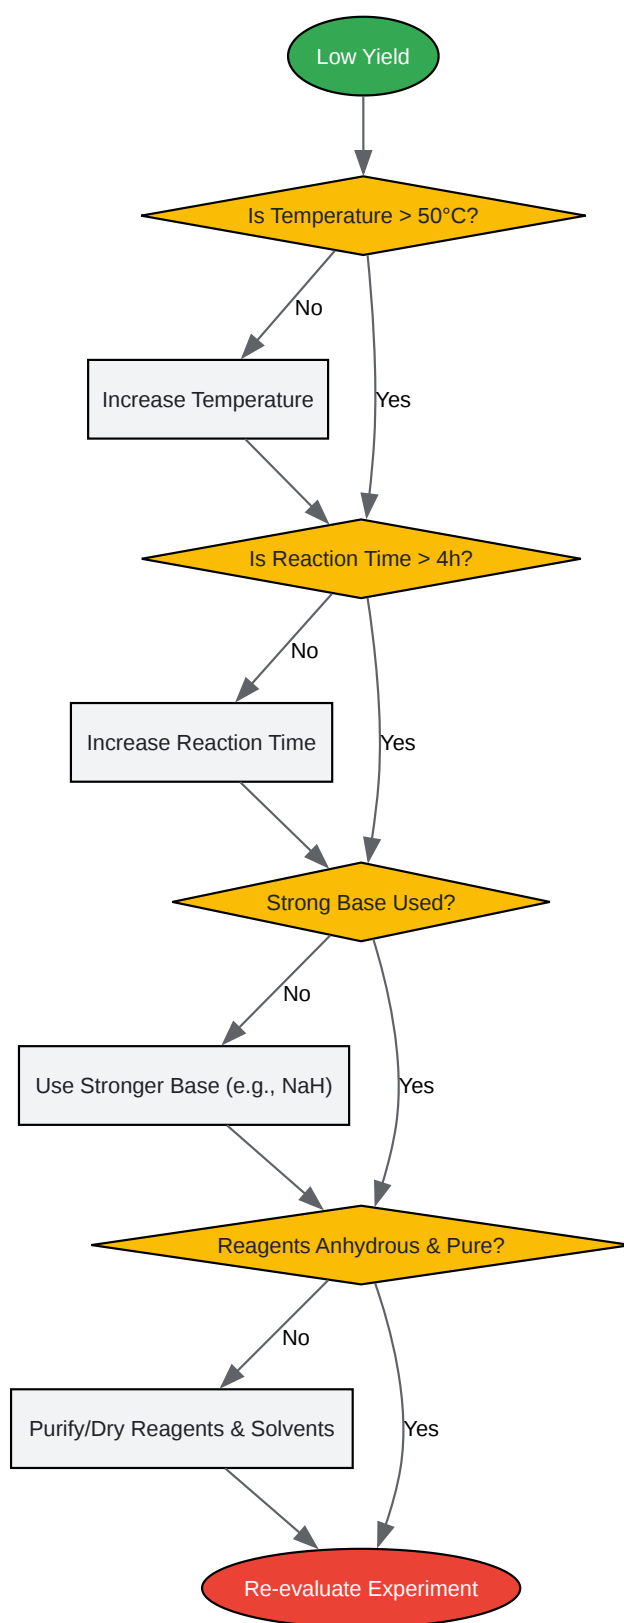 Low Yield
Is Temperature > 50°C?
No
Increase Temperature
Yes
Is Reaction Time > 4h?
No
Increase Reaction Time
Yes
Strong Base Used?
No
Use Stronger Base (e.g., NaH)
Yes
Reagents Anhydrous & Pure?
No
Purify/Dry Reagents & Solvents
Yes
Re-evaluate Experiment